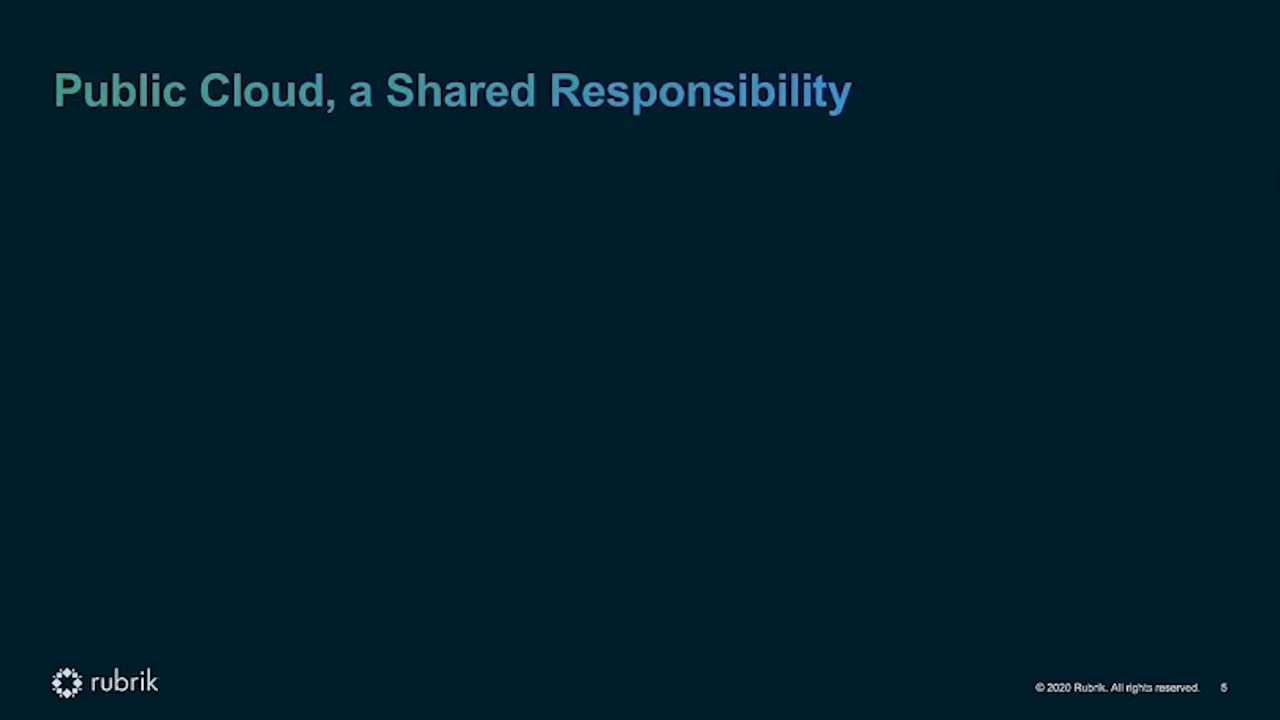 Public Cloud, a Shared Responsibility
rubrik
© 2020 Rubrik. All rights reserved. 5